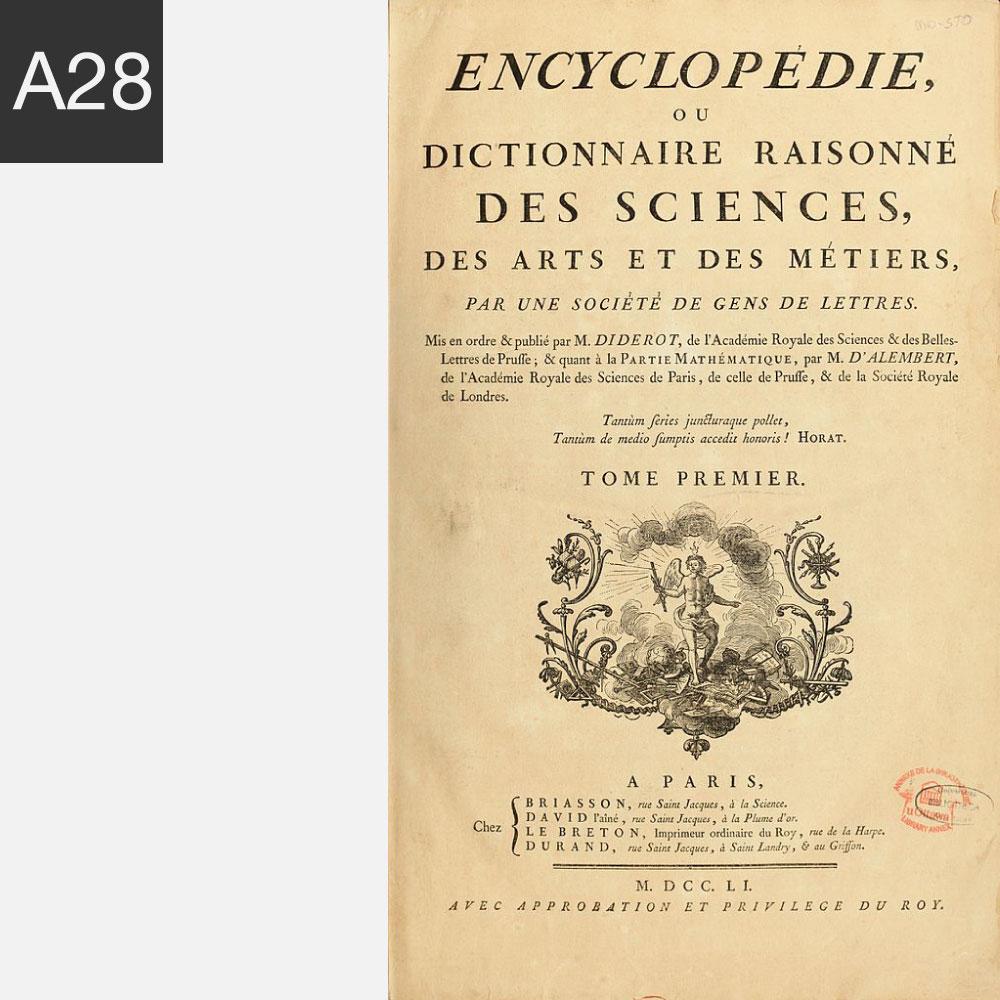 A28
ENCYCLOPÉDIE,
OU
DICTIONNAIRE RAISONNÉ
DES SCIENCES,
DES ARTS ET DES MÉTIERS,
PAR UNE SOCIÉTÉ DE GENS DE LETTRES.
Mis en ordre & publié par M. DIDEROT, de l'Académie Royale des Sciences & des Belles-
Lettres de Pruſſe ; & quant à la PARTIE MATHÉMATIQUE, par M. D'ALEMBERT,
de l'Académie Royale des Sciences de Paris, de celle de Pruſſe, & de la Société Royale
de Londres.
Tantùm ſeries juncturaque pollet,
Tantùm de medio ſumptis accedit honoris ! HORAT.
TOME PREMIER.
A PARIS,
Chez
BRIASSON, rue Saint Jacques, à la Science.
DAVID l'aîné, rue Saint Jacques, à la Plume d'or.
LE BRETON, Imprimeur ordinaire du Roy, rue de la Harpe.
DURAND, rue Saint Jacques, à Saint Landry, & au Griffon.
M. DCC. LI.
AVEC APPROBATION ET PRIVILEGE DU ROY.
uOttawa
LIBRARY ANNEX